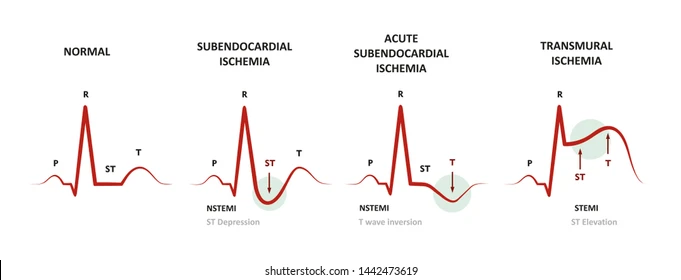 NORMAL
SUBENDOCARDIAL
ISCHEMIA
ACUTE
SUBENDOCARDIAL
ISCHEMIA
TRANSMURAL
ISCHEMIA
R
P
ST
T
R
P
ST
T
NSTEMI
ST Depression
R
P
ST
T
NSTEMI
T wave inversion
R
P
ST
T
STEMI
ST Elevation
shutterstock.com · 1442473619